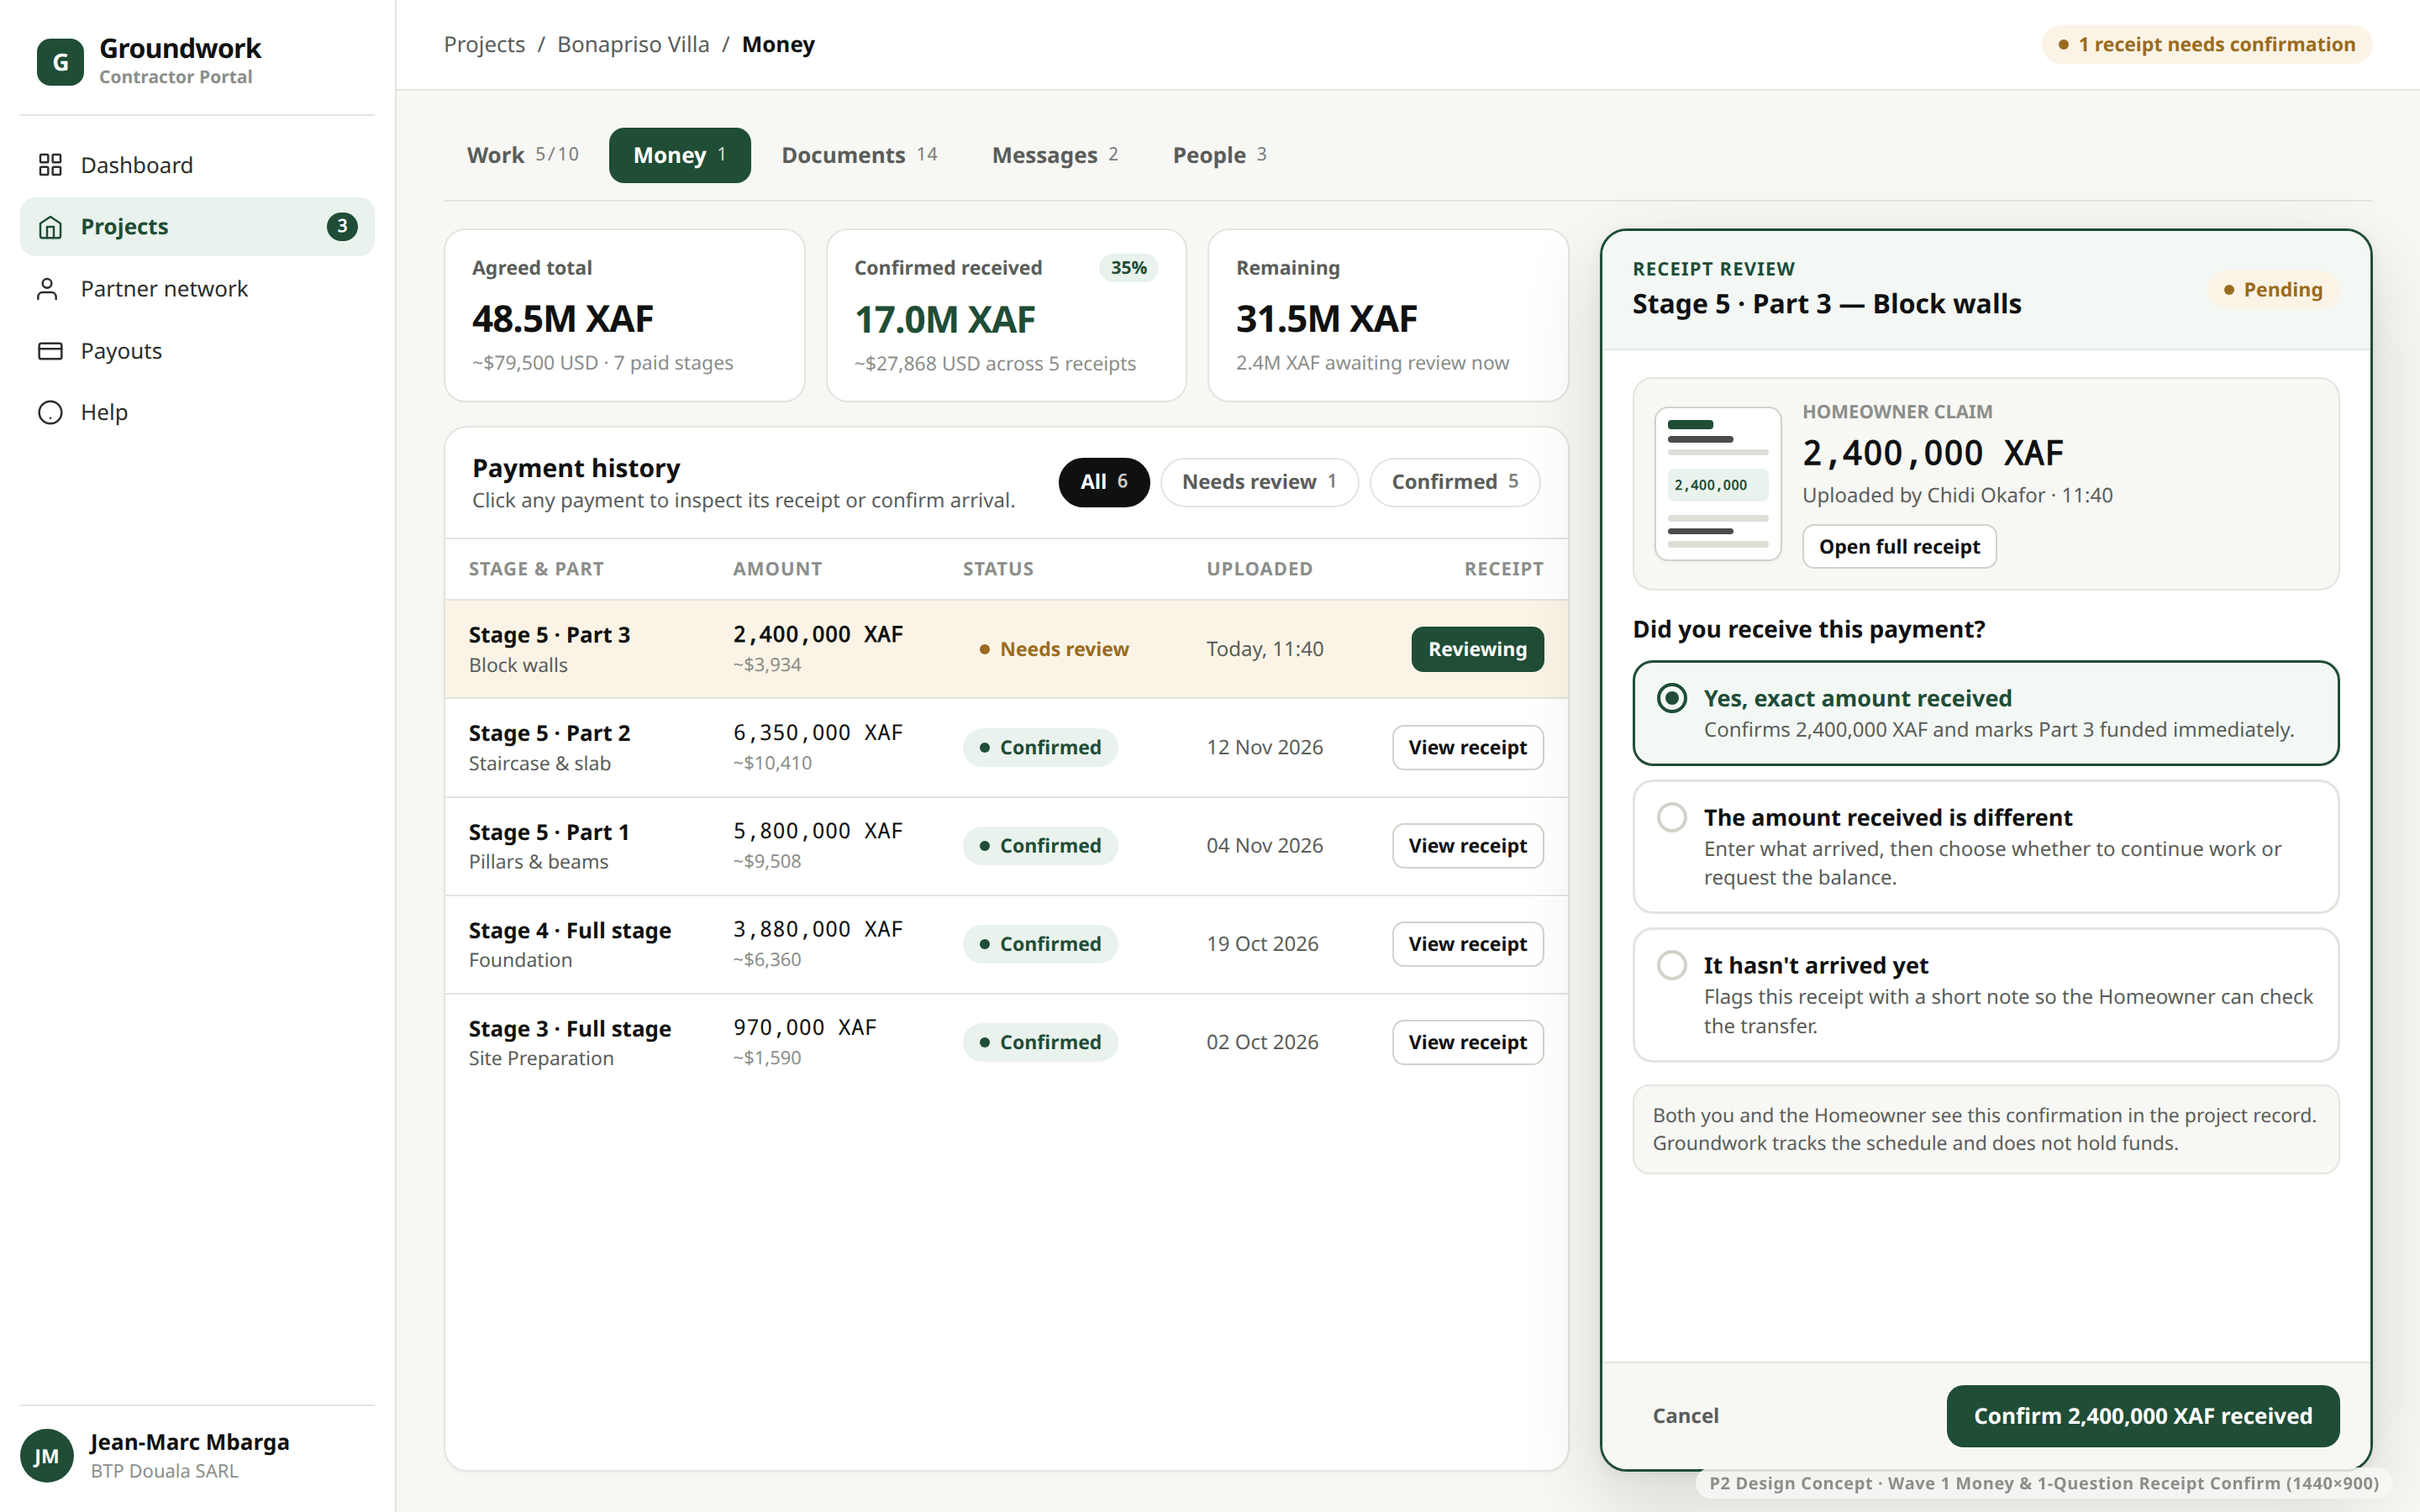 G
Groundwork
Contractor Portal
Dashboard
Projects 3
Partner network
Payouts
Help
JM
Jean-Marc Mbarga
BTP Douala SARL
Projects / Bonapriso Villa / Money
1 receipt needs confirmation
Work 5/10 Money 1 Documents 14 Messages 2 People 3
Agreed total
48.5M XAF
~$79,500 USD · 7 paid stages
Confirmed received 35%
17.0M XAF
~$27,868 USD across 5 receipts
Remaining
31.5M XAF
2.4M XAF awaiting review now
Payment history
Click any payment to inspect its receipt or confirm arrival.
All 6 Needs review 1 Confirmed 5
STAGE & PART AMOUNT STATUS UPLOADED RECEIPT
Stage 5 · Part 3 2,400,000 XAF Needs review Today, 11:40 Reviewing
Block walls ~$3,934
Stage 5 · Part 2 6,350,000 XAF Confirmed 12 Nov 2026 View receipt
Staircase & slab ~$10,410
Stage 5 · Part 1 5,800,000 XAF Confirmed 04 Nov 2026 View receipt
Pillars & beams ~$9,508
Stage 4 · Full stage 3,880,000 XAF Confirmed 19 Oct 2026 View receipt
Foundation ~$6,360
Stage 3 · Full stage 970,000 XAF Confirmed 02 Oct 2026 View receipt
Site Preparation ~$1,590
RECEIPT REVIEW
Stage 5 · Part 3 — Block walls
Pending
2,400,000
HOMEOWNER CLAIM
2,400,000 XAF
Uploaded by Chidi Okafor · 11:40
Open full receipt
Did you receive this payment?
Yes, exact amount received
Confirms 2,400,000 XAF and marks Part 3 funded immediately.
The amount received is different
Enter what arrived, then choose whether to continue work or
request the balance.
It hasn't arrived yet
Flags this receipt with a short note so the Homeowner can check
the transfer.
Both you and the Homeowner see this confirmation in the project record.
Groundwork tracks the schedule and does not hold funds.
Cancel
Confirm 2,400,000 XAF received
P2 Design Concept · Wave 1 Money & 1-Question Receipt Confirm (1440×900)